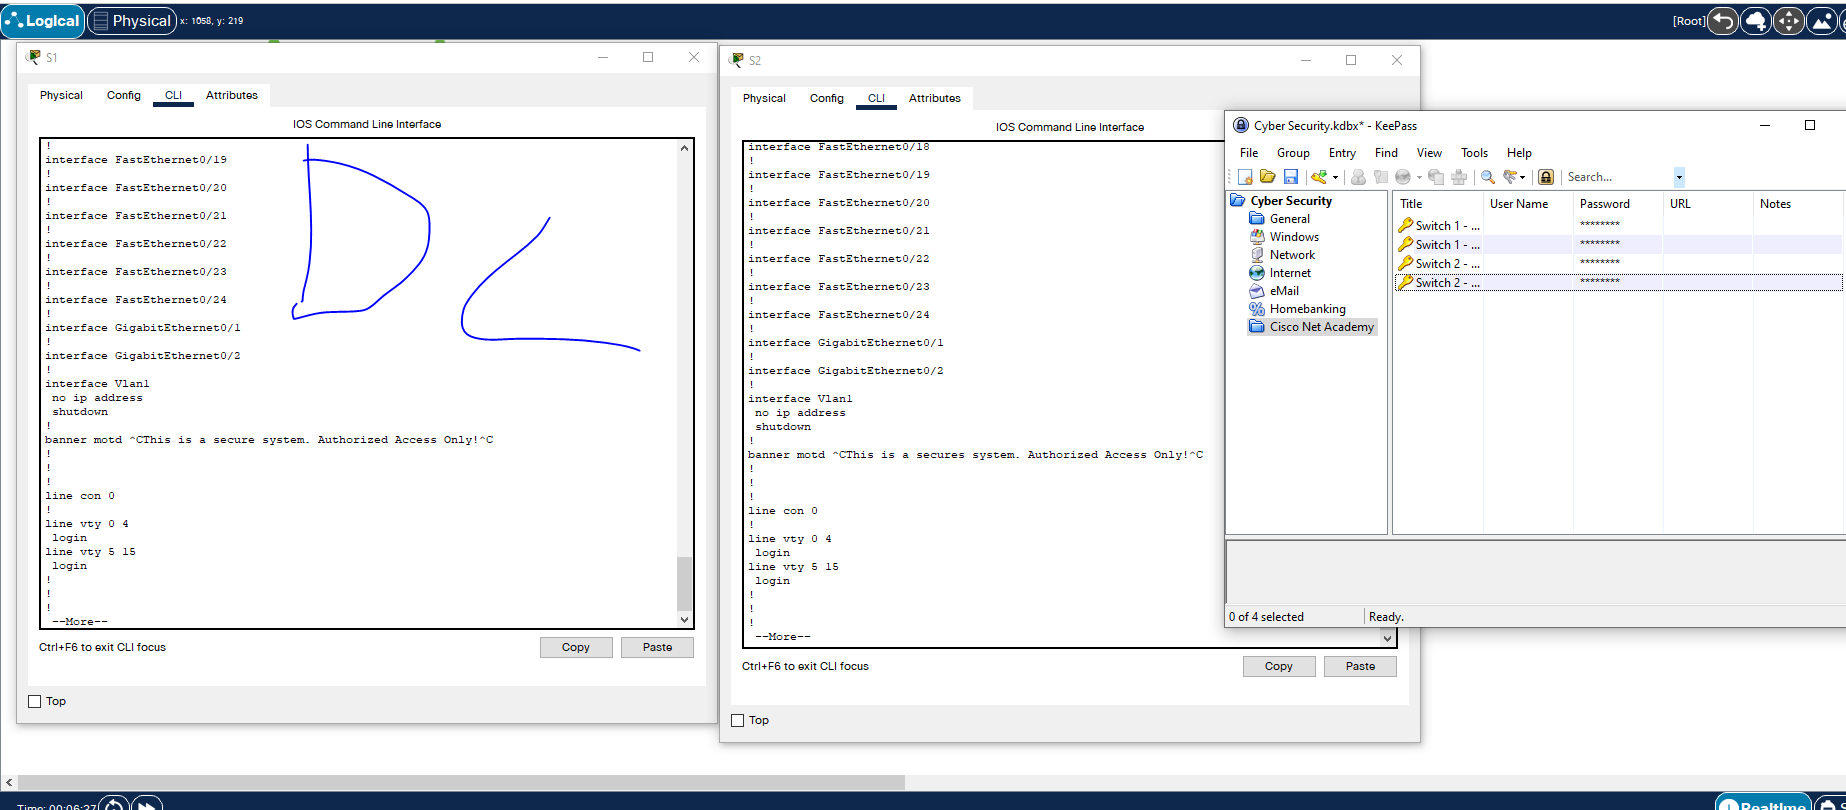 Logical
Physical
x: 1058, y: 219
[Root]
S1
Physical Config CLI Attributes
IOS Command Line Interface
!
interface FastEthernet0/19
!
interface FastEthernet0/20
!
interface FastEthernet0/21
!
interface FastEthernet0/22
!
interface FastEthernet0/23
!
interface FastEthernet0/24
!
interface GigabitEthernet0/1
!
interface GigabitEthernet0/2
!
interface Vlan1
no ip address
shutdown
!
banner motd ^CThis is a secure system. Authorized Access Only!^C
!
!
!
line con 0
!
line vty 0 4
login
line vty 5 15
login
!
!
!
--More--
Ctrl+F6 to exit CLI focus
Copy Paste
Top
D
S2
Physical Config CLI Attributes
IOS Command Line Interface
interface FastEthernet0/18
!
interface FastEthernet0/19
!
interface FastEthernet0/20
!
interface FastEthernet0/21
!
interface FastEthernet0/22
!
interface FastEthernet0/23
!
interface FastEthernet0/24
!
interface GigabitEthernet0/1
!
interface GigabitEthernet0/2
!
interface Vlan1
no ip address
shutdown
!
banner motd ^CThis is a secures system. Authorized Access Only!^C
!
!
!
line con 0
!
line vty 0 4
login
line vty 5 15
login
!
!
!
--More--
Ctrl+F6 to exit CLI focus
Copy Paste
Top
Cyber Security.kdbx* - KeePass
File Group Entry Find View Tools Help
Search...
Cyber Security
General
Windows
Network
Internet
eMail
Homebanking
Cisco Net Academy
Title User Name Password URL Notes
Switch 1 - ... ********
Switch 1 - ... ********
Switch 2 - ... ********
Switch 2 - ... ********
0 of 4 selected Ready.
Time: 00:06:27
Realtime